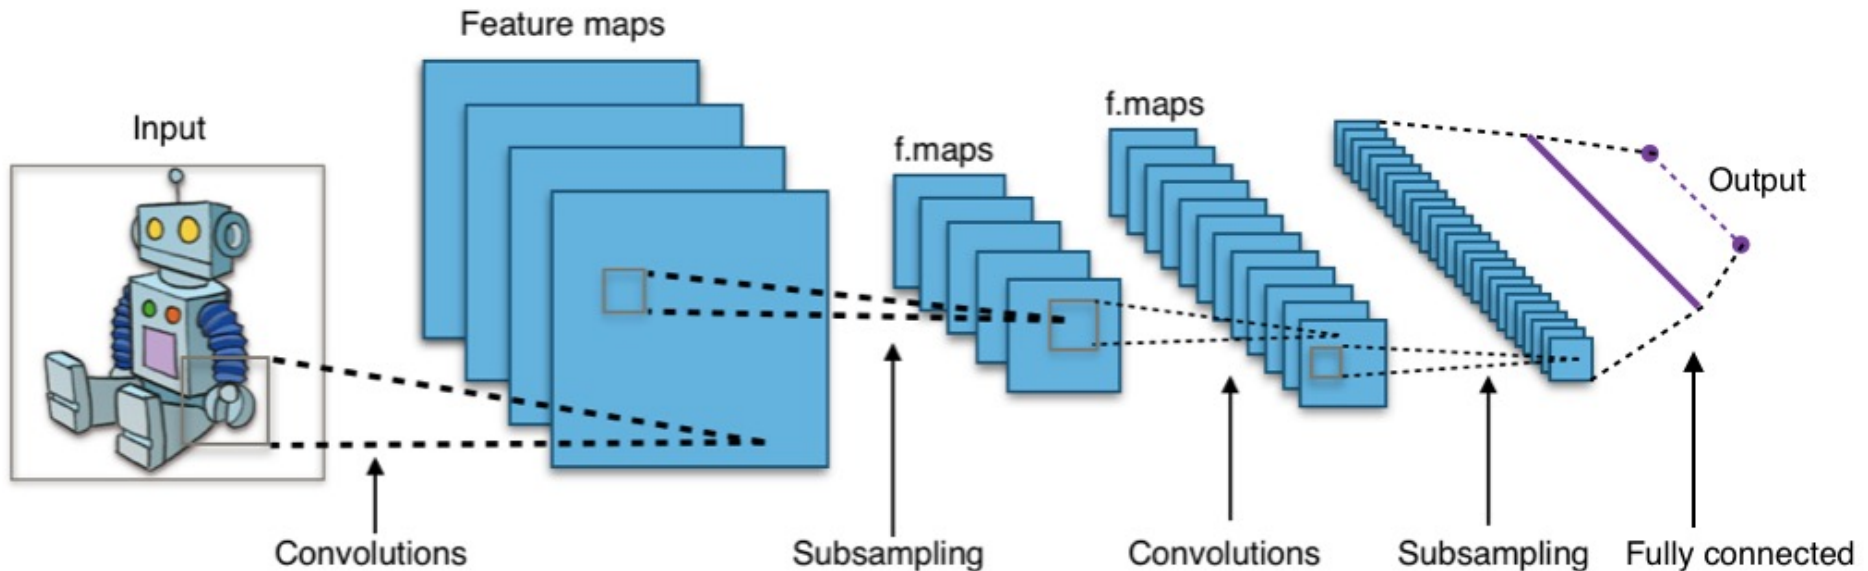 Feature maps
f.maps
Input
f.maps
Output
Convolutions
Subsampling
Convolutions
Subsampling
Fully connected